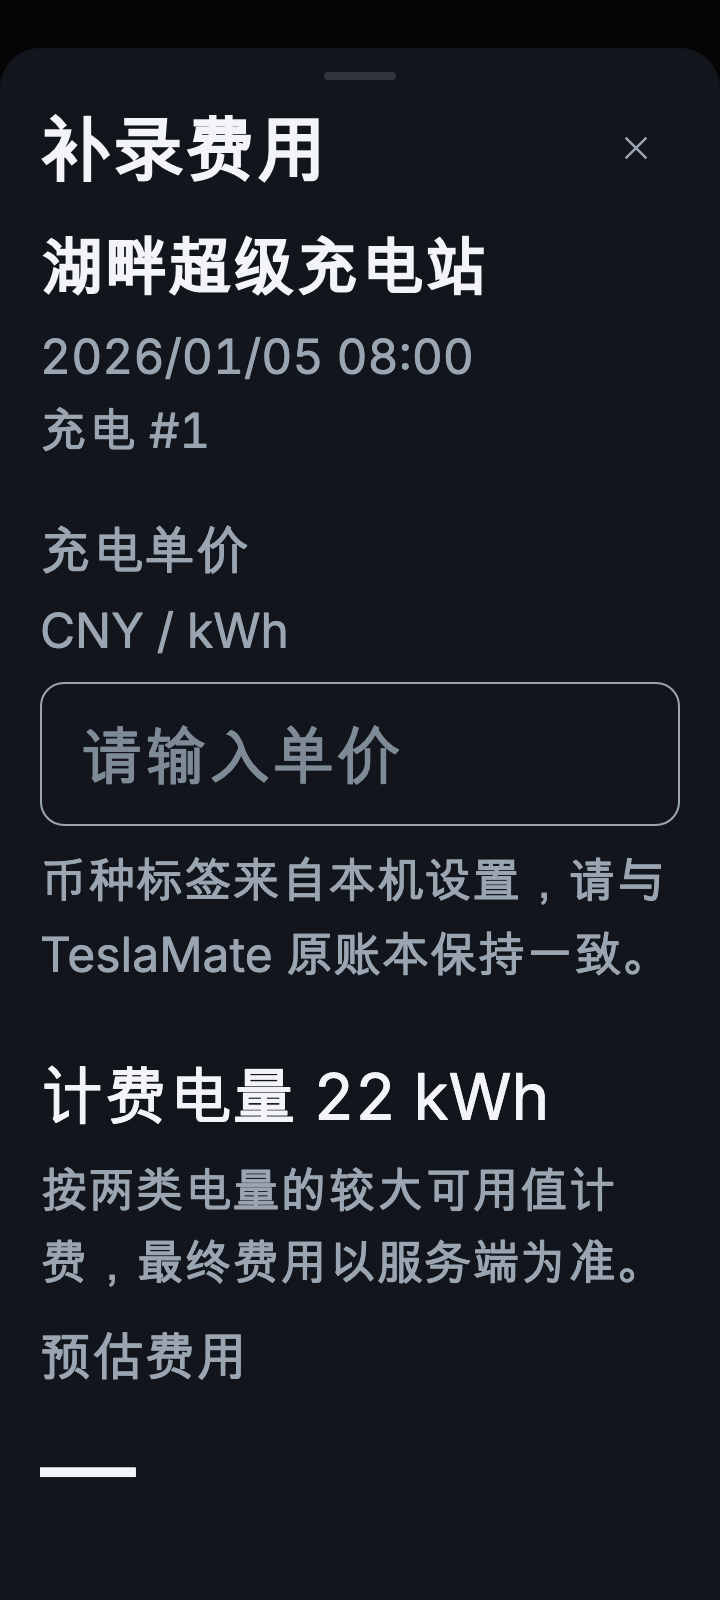 补录费用
湖畔超级充电站
2026/01/05 08:00
充电 #1
充电单价
CNY / kWh
请输入单价
币种标签来自本机设置，请与
TeslaMate 原账本保持一致。
计费电量 22 kWh
按两类电量的较大可用值计
费，最终费用以服务端为准。
预估费用
—